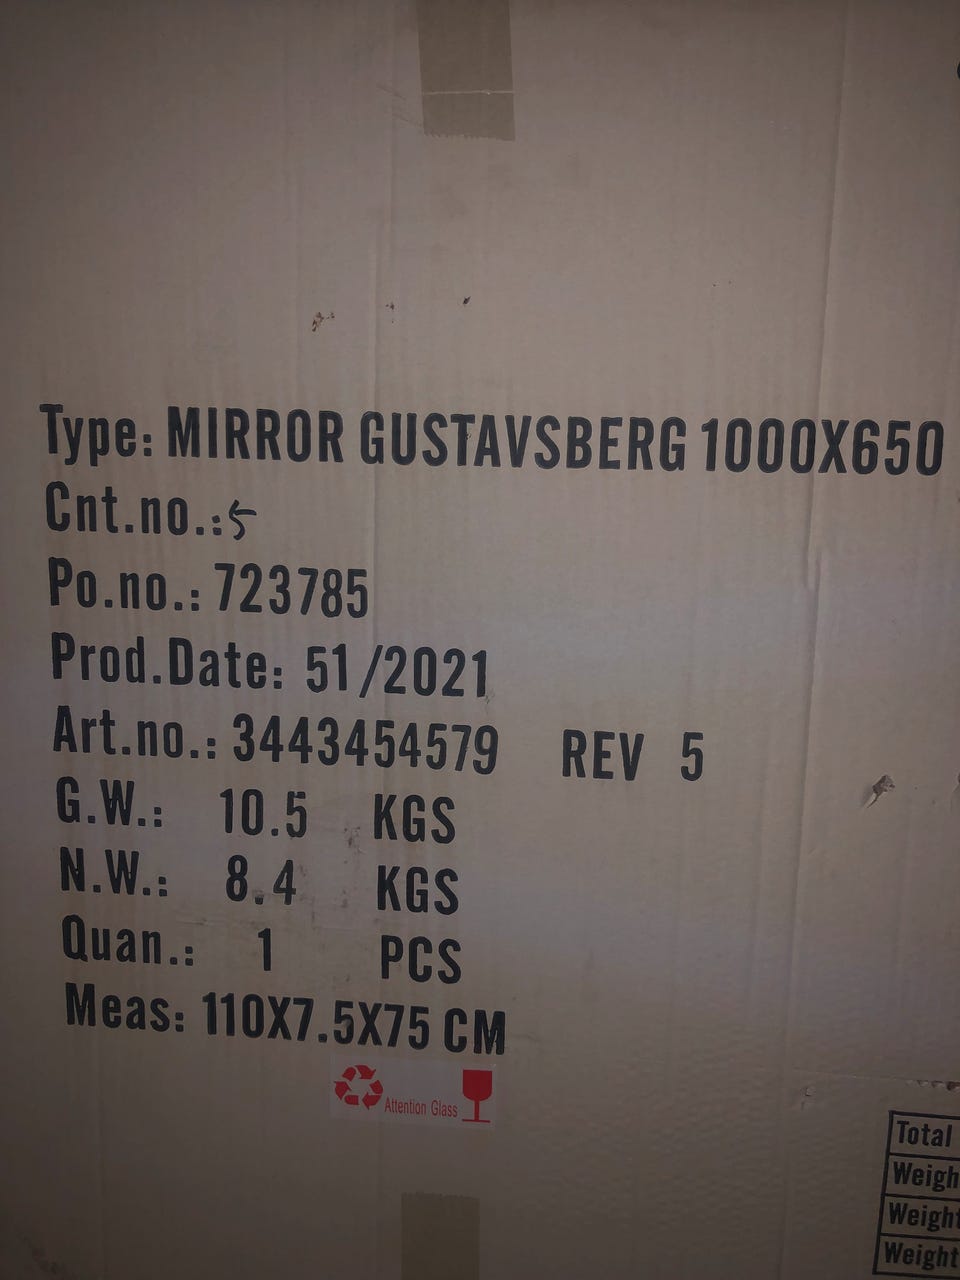 Type: MIRROR GUSTAVSBERG 1000X650
Cnt.no.:5
Po.no.: 723785
Prod.Date: 51/2021
Art.no.: 3443454579 REV 5
G.W.: 10.5 KGS
N.W.: 8.4 KGS
Quan.: 1 PCS
Meas: 110X7.5X75 CM
Attention Glass
Total
Weigh
Weight
Weight